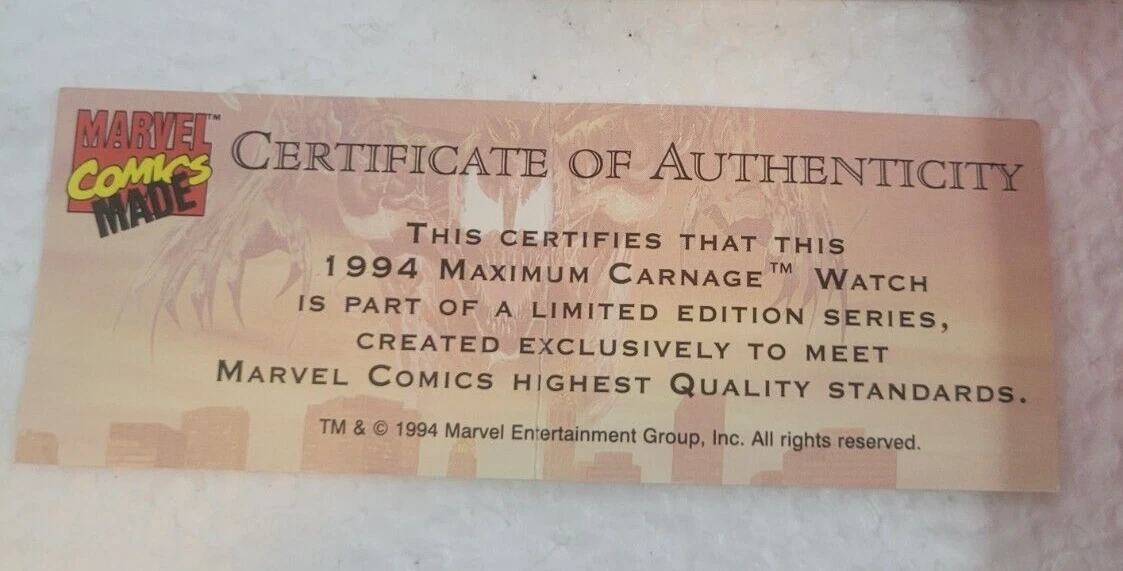 MARVEL™
COMICS
MADE
CERTIFICATE OF AUTHENTICITY
THIS CERTIFIES THAT THIS
1994 MAXIMUM CARNAGE™ WATCH
IS PART OF A LIMITED EDITION SERIES,
CREATED EXCLUSIVELY TO MEET
MARVEL COMICS HIGHEST QUALITY STANDARDS.
TM & © 1994 Marvel Entertainment Group, Inc. All rights reserved.